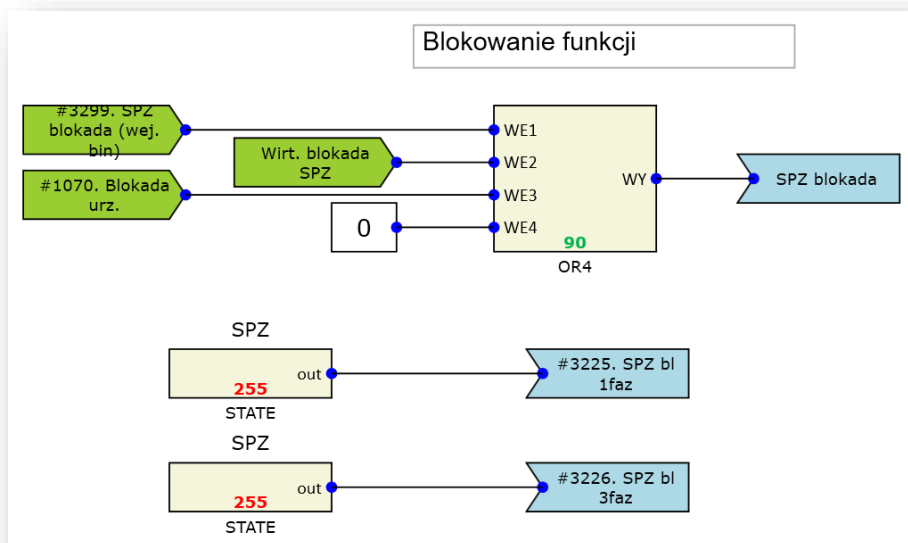 Blokowanie funkcji
#3299. SPZ
blokada (wej.
bin)
Wirt. blokada
SPZ
#1070. Blokada
urz.
0
WE1
WE2
WE3
WE4
WY
90
OR4
SPZ blokada
SPZ
out
255
STATE
#3225. SPZ bl
1faz
SPZ
out
255
STATE
#3226. SPZ bl
3faz